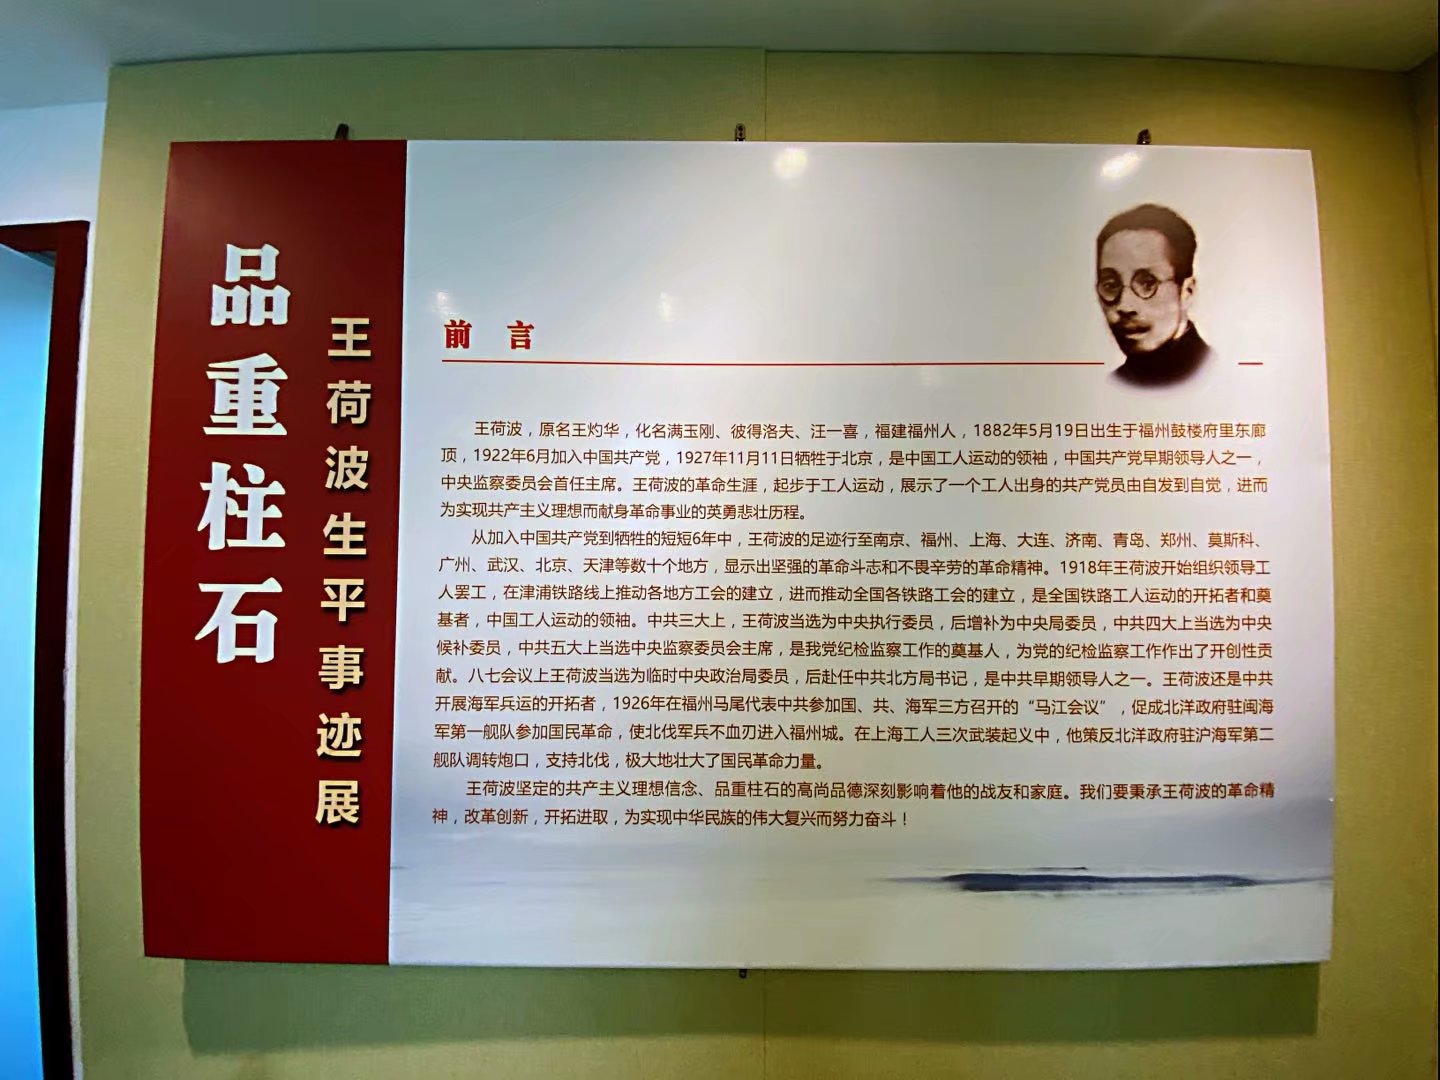 品重柱石
王荷波生平事迹展
前 言
王荷波，原名王灼华，化名满玉刚、彼得洛夫、汪一喜，福建福州人，1882年5月19日出生于福州鼓楼府里东廊
顶，1922年6月加入中国共产党，1927年11月11日牺牲于北京，是中国工人运动的领袖，中国共产党早期领导人之一，
中央监察委员会首任主席。王荷波的革命生涯，起步于工人运动，展示了一个工人出身的共产党员由自发到自觉，进而
为实现共产主义理想而献身革命事业的英勇悲壮历程。
从加入中国共产党到牺牲的短短6年中，王荷波的足迹行至南京、福州、上海、大连、济南、青岛、郑州、莫斯科、
广州、武汉、北京、天津等数十个地方，显示出坚强的革命斗志和不畏辛劳的革命精神。1918年王荷波开始组织领导工
人罢工，在津浦铁路线上推动各地方工会的建立，进而推动全国各铁路工会的建立，是全国铁路工人运动的开拓者和奠
基者，中国工人运动的领袖。中共三大上，王荷波当选为中央执行委员，后增补为中央局委员，中共四大上当选为中央
候补委员，中共五大上当选中央监察委员会主席，是我党纪检监察工作的奠基人，为党的纪检监察工作作出了开创性贡
献。八七会议上王荷波当选为临时中央政治局委员，后赴任中共北方局书记，是中共早期领导人之一。王荷波还是中共
开展海军兵运的开拓者，1926年在福州马尾代表中共参加国、共、海军三方召开的“马江会议”，促成北洋政府驻闽海
军第一舰队参加国民革命，使北伐军兵不血刃进入福州城。在上海工人三次武装起义中，他策反北洋政府驻沪海军第二
舰队调转炮口，支持北伐，极大地壮大了国民革命力量。
王荷波坚定的共产主义理想信念、品重柱石的高尚品德深刻影响着他的战友和家庭。我们要秉承王荷波的革命精
神，改革创新，开拓进取，为实现中华民族的伟大复兴而努力奋斗！